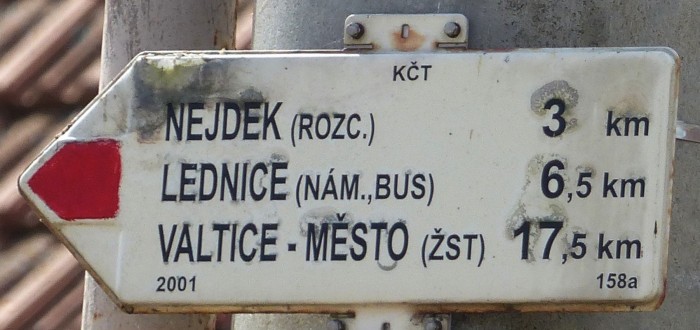 KČT
NEJDEK (ROZC.) 3 km
LEDNICE (NÁM.,BUS) 6,5 km
VALTICE - MĚSTO (ŽST) 17,5 km
2001 158a